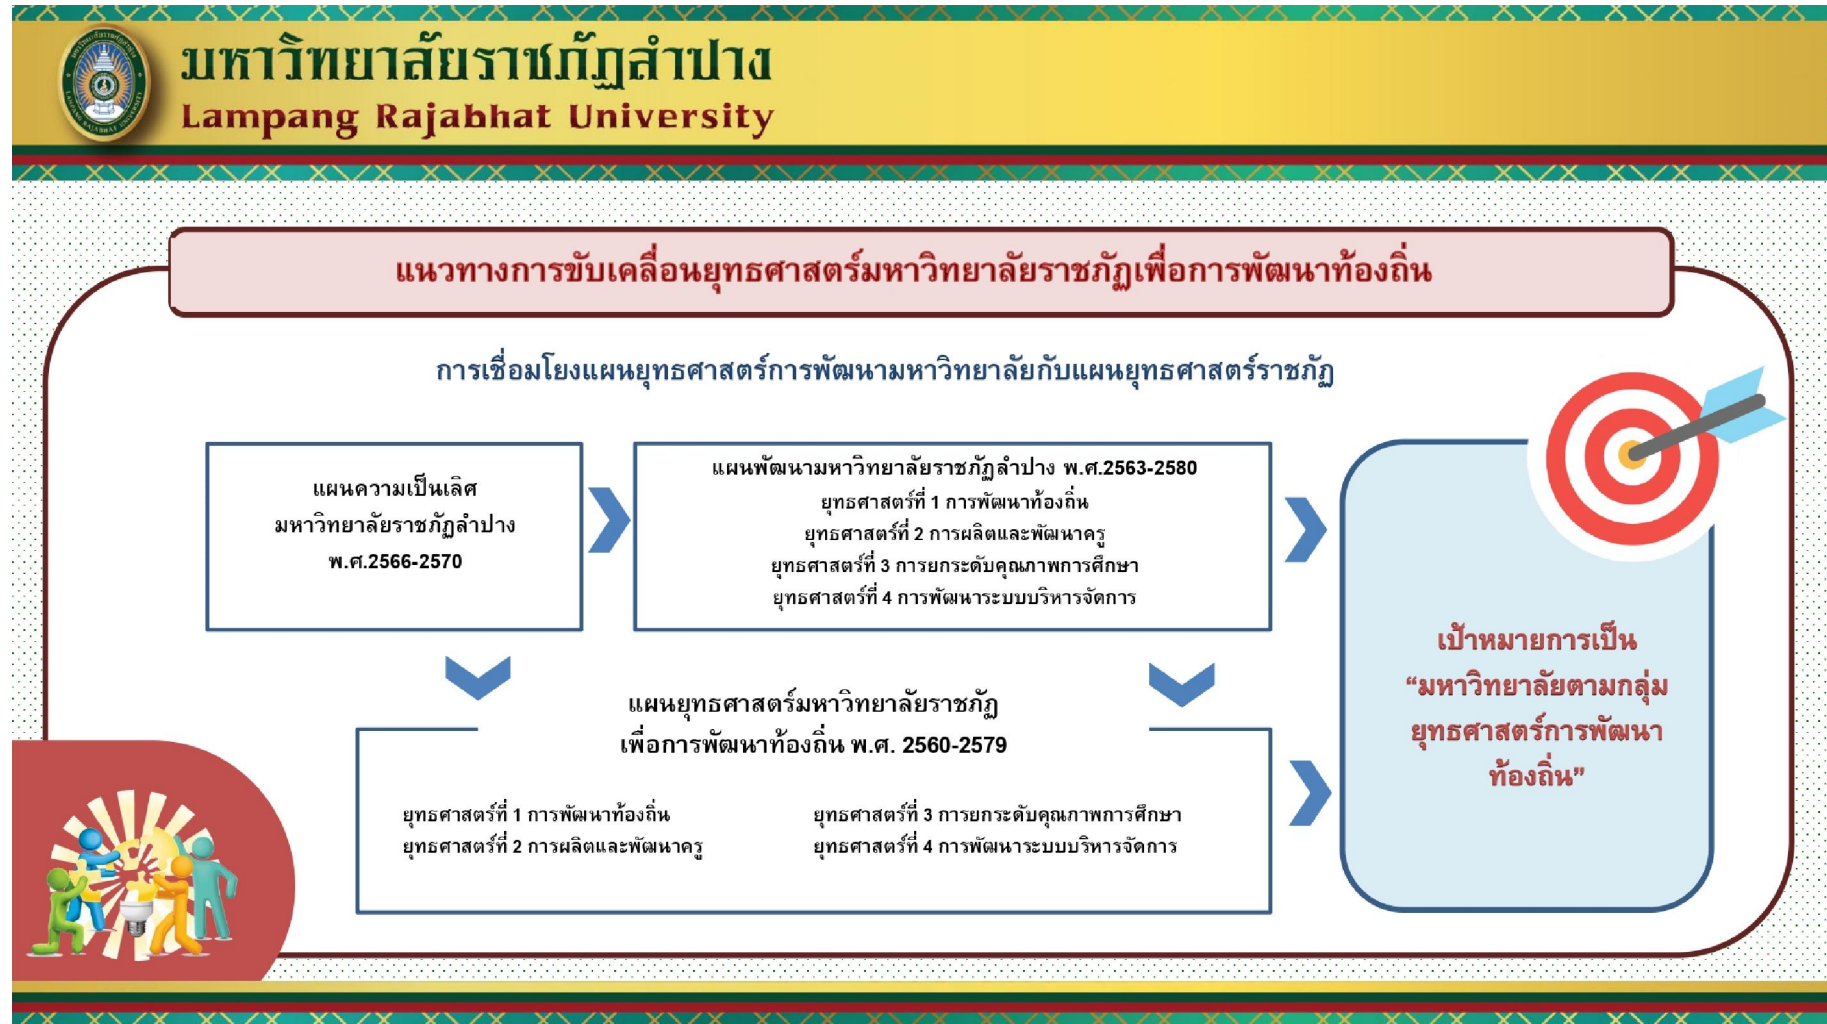 มหาวิทยาลัยราชภัฏลำปาง
Lampang Rajabhat University
แนวทางการขับเคลื่อนยุทธศาสตร์มหาวิทยาลัยราชภัฏเพื่อการพัฒนาท้องถิ่น
การเชื่อมโยงแผนยุทธศาสตร์การพัฒนามหาวิทยาลัยกับแผนยุทธศาสตร์ราชภัฏ
แผนความเป็นเลิศ
มหาวิทยาลัยราชภัฏลำปาง
พ.ศ.2566-2570
แผนพัฒนามหาวิทยาลัยราชภัฏลำปาง พ.ศ.2563-2580
ยุทธศาสตร์ที่ 1 การพัฒนาท้องถิ่น
ยุทธศาสตร์ที่ 2 การผลิตและพัฒนาครู
ยุทธศาสตร์ที่ 3 การยกระดับคุณภาพการศึกษา
ยุทธศาสตร์ที่ 4 การพัฒนาระบบบริหารจัดการ
แผนยุทธศาสตร์มหาวิทยาลัยราชภัฏ
เพื่อการพัฒนาท้องถิ่น พ.ศ. 2560-2579
ยุทธศาสตร์ที่ 1 การพัฒนาท้องถิ่น
ยุทธศาสตร์ที่ 2 การผลิตและพัฒนาครู
ยุทธศาสตร์ที่ 3 การยกระดับคุณภาพการศึกษา
ยุทธศาสตร์ที่ 4 การพัฒนาระบบบริหารจัดการ
เป้าหมายการเป็น
“มหาวิทยาลัยตามกลุ่ม
ยุทธศาสตร์การพัฒนา
ท้องถิ่น”